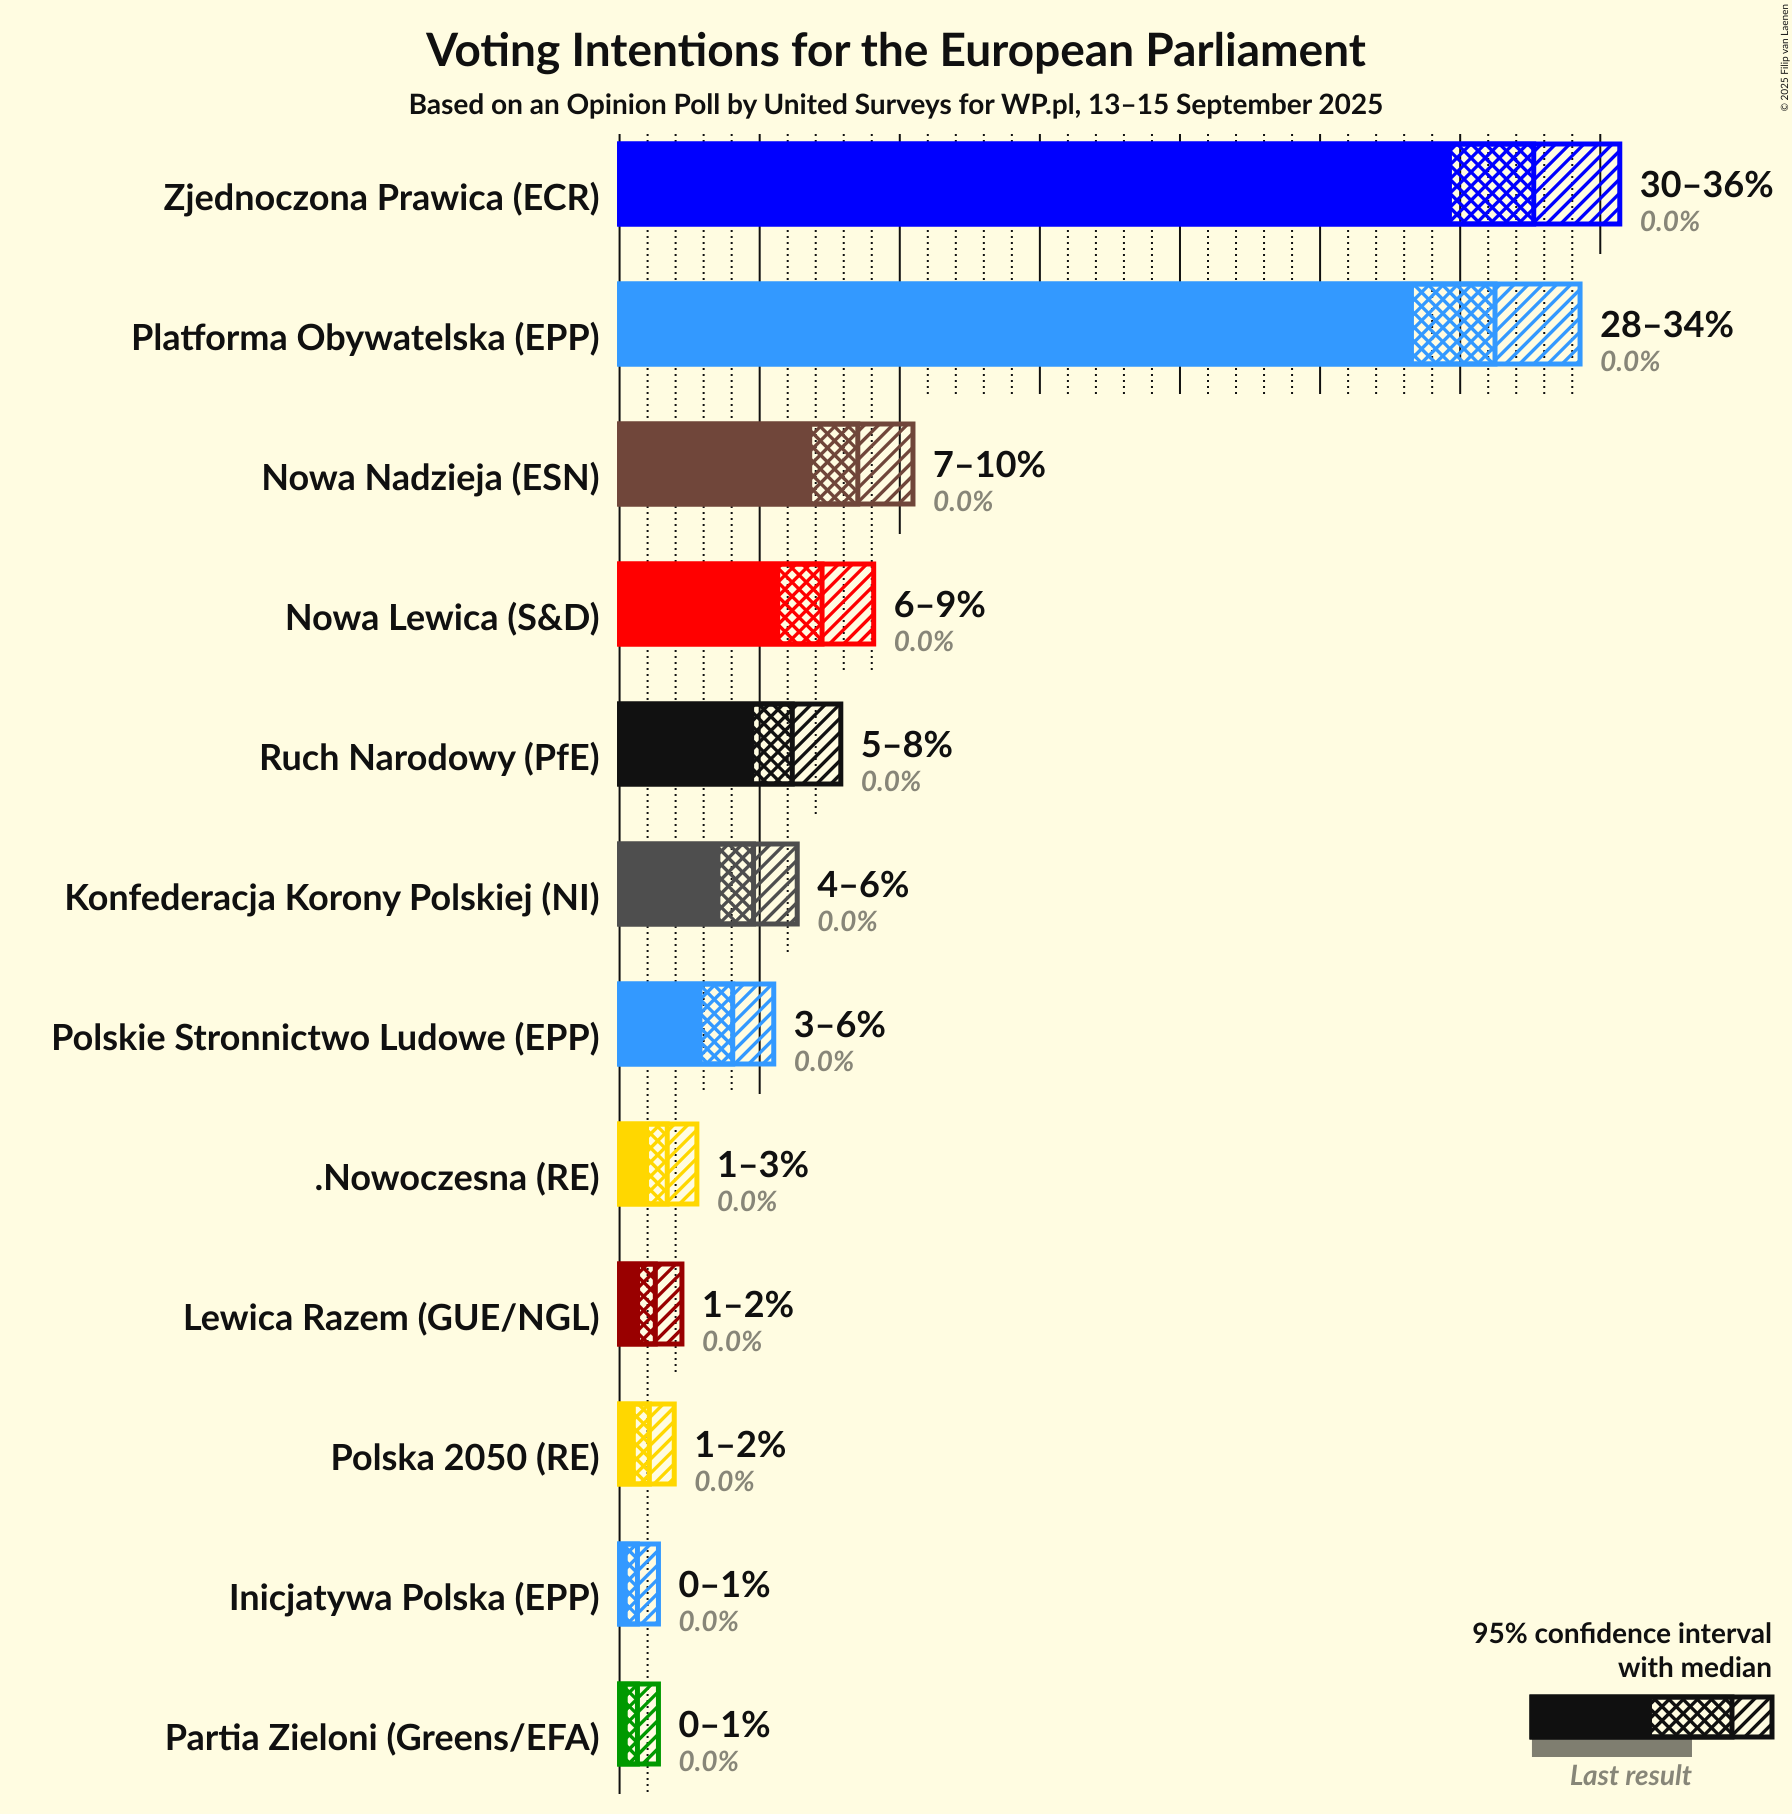 Voting Intentions for the European Parliament
Based on an Opinion Poll by United Surveys for WP.pl, 13–15 September 2025
© 2025 Filip van Laenen
Zjednoczona Prawica (ECR)
30–36%
0.0%
Platforma Obywatelska (EPP)
28–34%
0.0%
Nowa Nadzieja (ESN)
7–10%
0.0%
Nowa Lewica (S&D)
6–9%
0.0%
Ruch Narodowy (PfE)
5–8%
0.0%
Konfederacja Korony Polskiej (NI)
4–6%
0.0%
Polskie Stronnictwo Ludowe (EPP)
3–6%
0.0%
.Nowoczesna (RE)
1–3%
0.0%
Lewica Razem (GUE/NGL)
1–2%
0.0%
Polska 2050 (RE)
1–2%
0.0%
Inicjatywa Polska (EPP)
0–1%
0.0%
Partia Zieloni (Greens/EFA)
0–1%
0.0%
95% confidence interval
with median
Last result